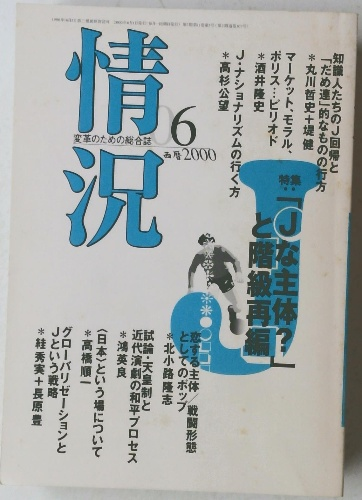 情況
変革のための総合誌
6
西暦2000
知識人たちのJ回帰と
「だめ連」的なものの行方
*丸川哲史+堤 健
マーケット、モラル、
ポリス…ピリオド
*酒井隆史
J・ナショナリズムの行く方
*高杉公望
特集:
「Jな主体?」
と階級再編
恋する主体/戦闘形態
としてのポップ
*北小路隆志
試論・天皇制と
近代演劇の和平プロセス
*鴻英良
〈日本〉という場について
*高橋順一
グローバリゼーションと
Jという戦略
*絓秀実+長原豊